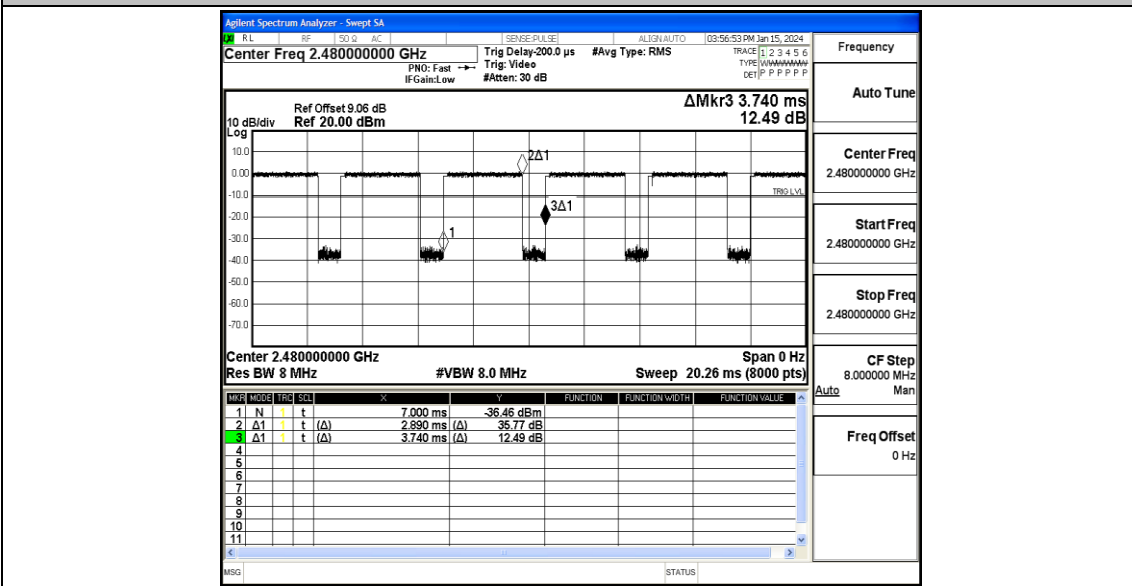 Agilent Spectrum Analyzer - Swept SA
RL RF 50 Ω AC SENSE:PULSE ALIGNAUTO 03:56:53 PM Jan 15, 2024
Center Freq 2.480000000 GHz
PNO: Fast
IFGain:Low
Trig Delay-200.0 µs
Trig: Video
#Atten: 30 dB
#Avg Type: RMS
TRACE 1 2 3 4 5 6
TYPE WWWWWW
DET P P P P P P
ΔMkr3 3.740 ms
12.49 dB
Ref Offset 9.06 dB
10 dB/div Ref 20.00 dBm
Log
10.0
0.00
-10.0
-20.0
-30.0
-40.0
-50.0
-60.0
-70.0
2Δ1
TRIG LVL
3Δ1
1
Center 2.480000000 GHz Span 0 Hz
Res BW 8 MHz #VBW 8.0 MHz Sweep 20.26 ms (8000 pts)
MKR MODE TRC SCL X Y FUNCTION FUNCTION WIDTH FUNCTION VALUE
1 N 1 t 7.000 ms -36.46 dBm
2 Δ1 1 t (Δ) 2.890 ms (Δ) 35.77 dB
3 Δ1 1 t (Δ) 3.740 ms (Δ) 12.49 dB
4
5
6
7
8
9
10
11
MSG STATUS
Frequency
Auto Tune
Center Freq
2.480000000 GHz
Start Freq
2.480000000 GHz
Stop Freq
2.480000000 GHz
CF Step
8.000000 MHz
Auto Man
Freq Offset
0 Hz